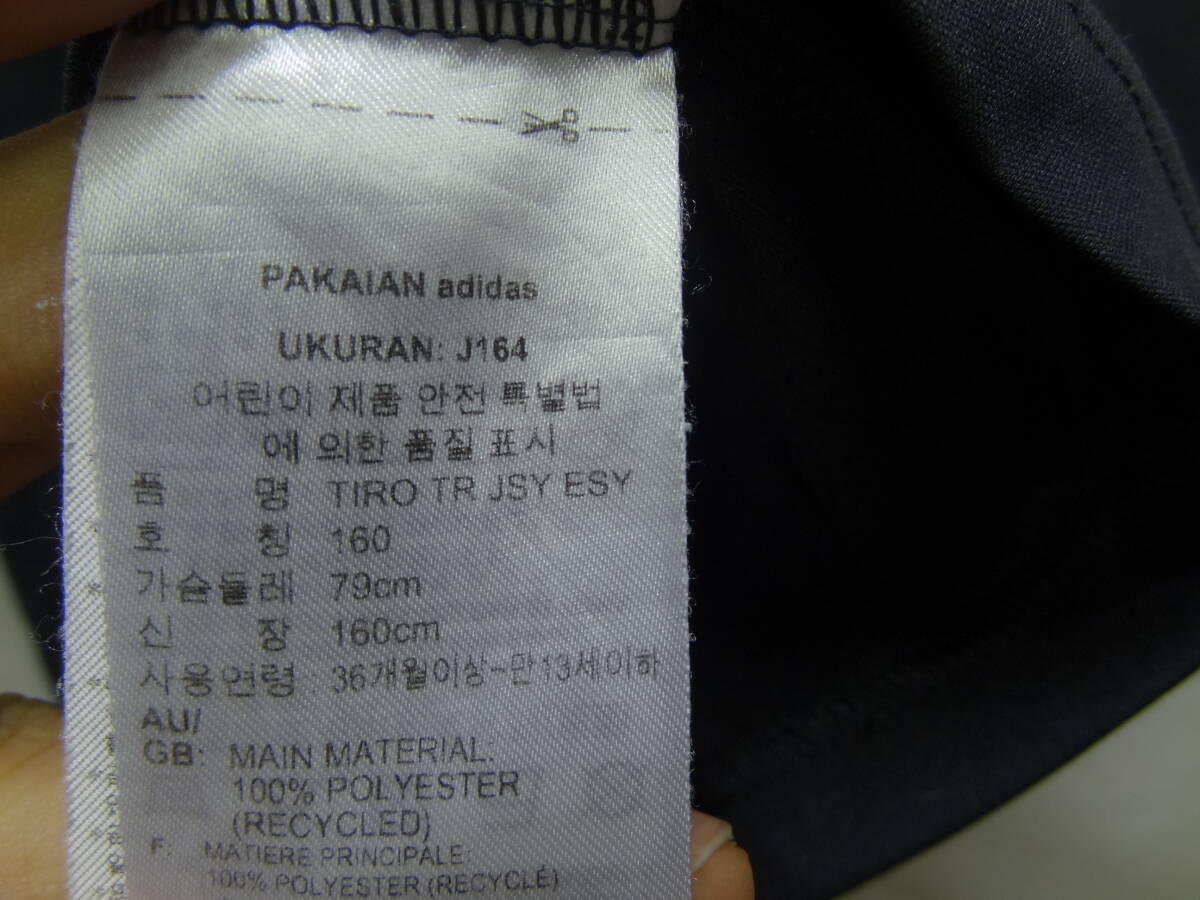 PAKAIAN adidas
UKURAN: J164
어린이 제품 안전 특별법
에 의한 품질 표시
품 명 TIRO TR JSY ESY
호 칭 160
가슴둘레 79cm
신 장 160cm
사용연령 : 36개월이상~만13세이하
AU/
GB: MAIN MATERIAL:
100% POLYESTER
(RECYCLED)
F: MATIERE PRINCIPALE:
100% POLYESTER (RECYCLÉ)